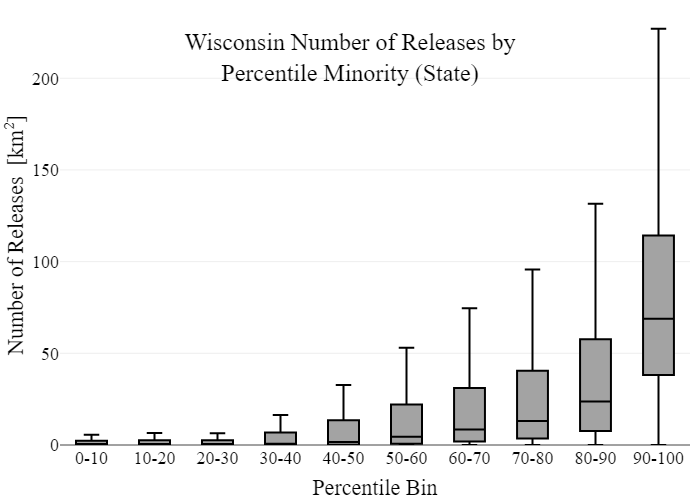 Wisconsin Number of Releases by
Percentile Minority (State)
Number of Releases [km²]
200
150
100
50
0
0-10 10-20 20-30 30-40 40-50 50-60 60-70 70-80 80-90 90-100
Percentile Bin